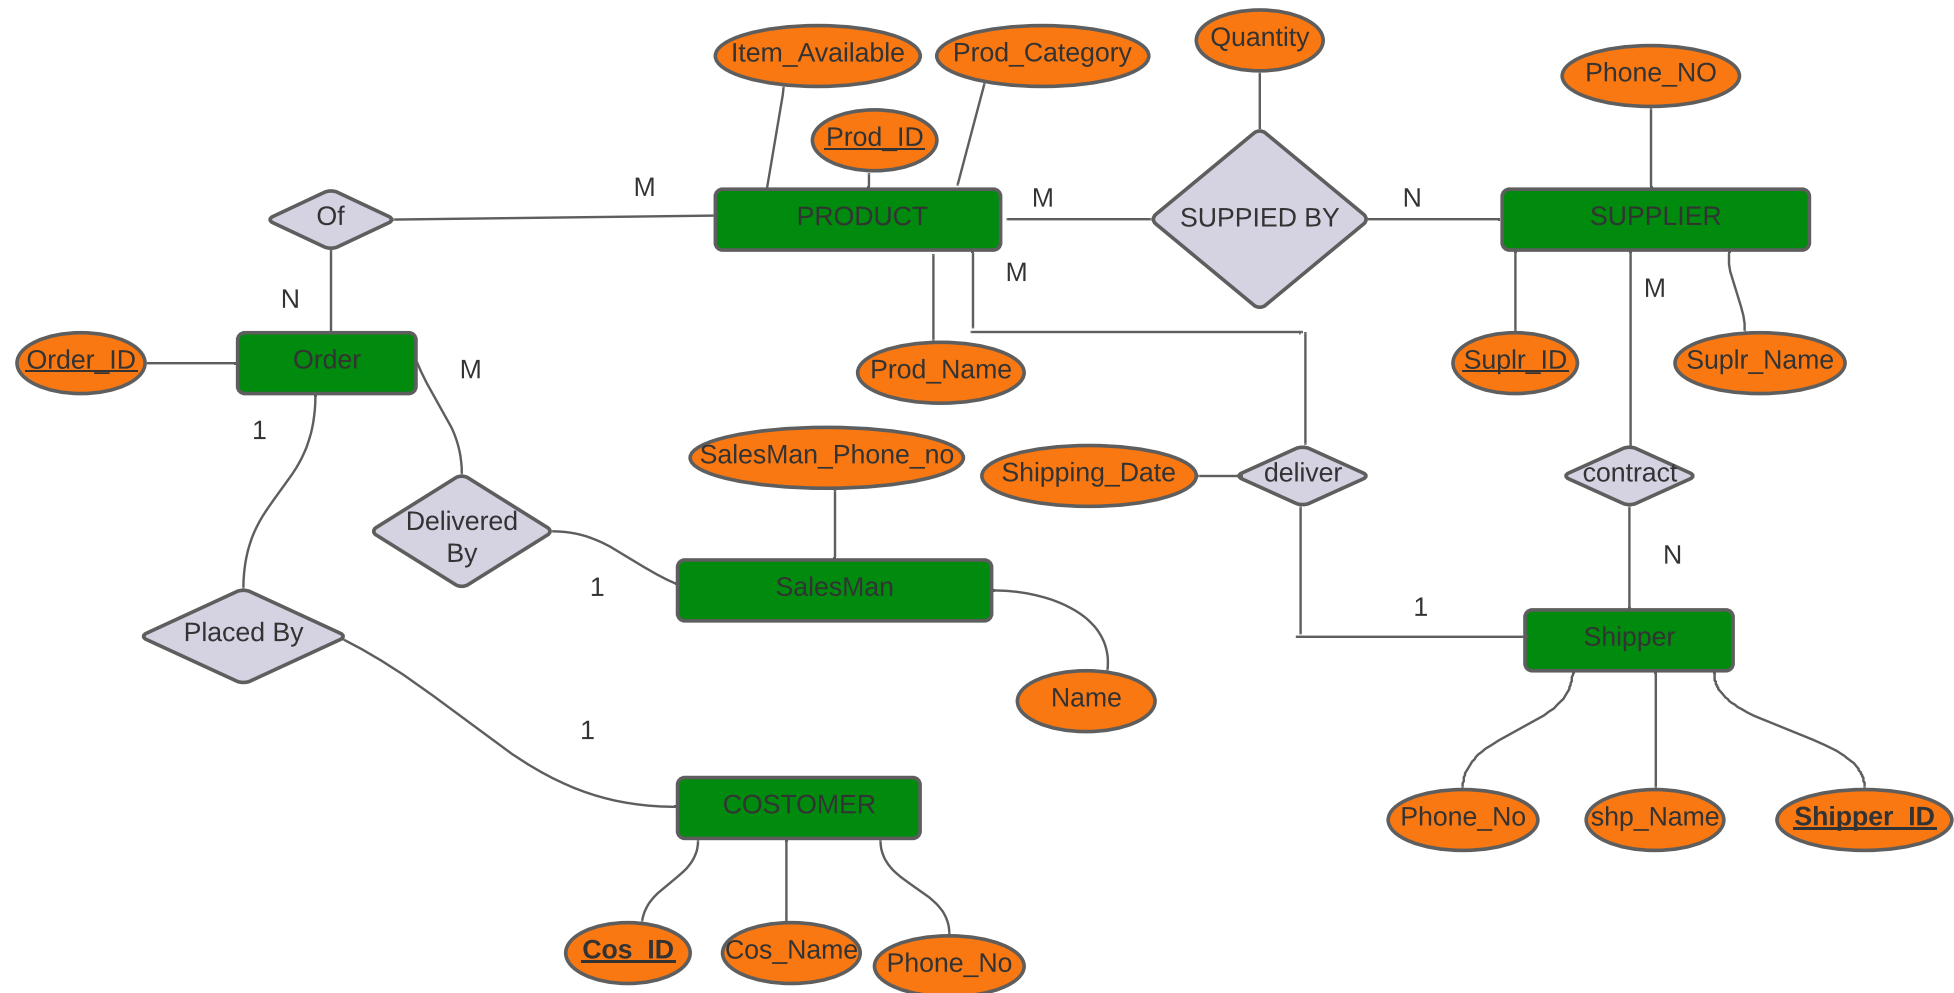 Quantity
Item_Available
Prod_Category
Phone_NO
Prod_ID
M
M
N
Of
PRODUCT
SUPPIED BY
SUPPLIER
M
M
N
Order_ID
Order
M
Prod_Name
Suplr_ID
Suplr_Name
1
SalesMan_Phone_no
Shipping_Date
deliver
contract
Delivered
By
N
1
SalesMan
1
Placed By
Shipper
Name
1
COSTOMER
Phone_No
shp_Name
Shipper_ID
Cos_ID
Cos_Name
Phone_No